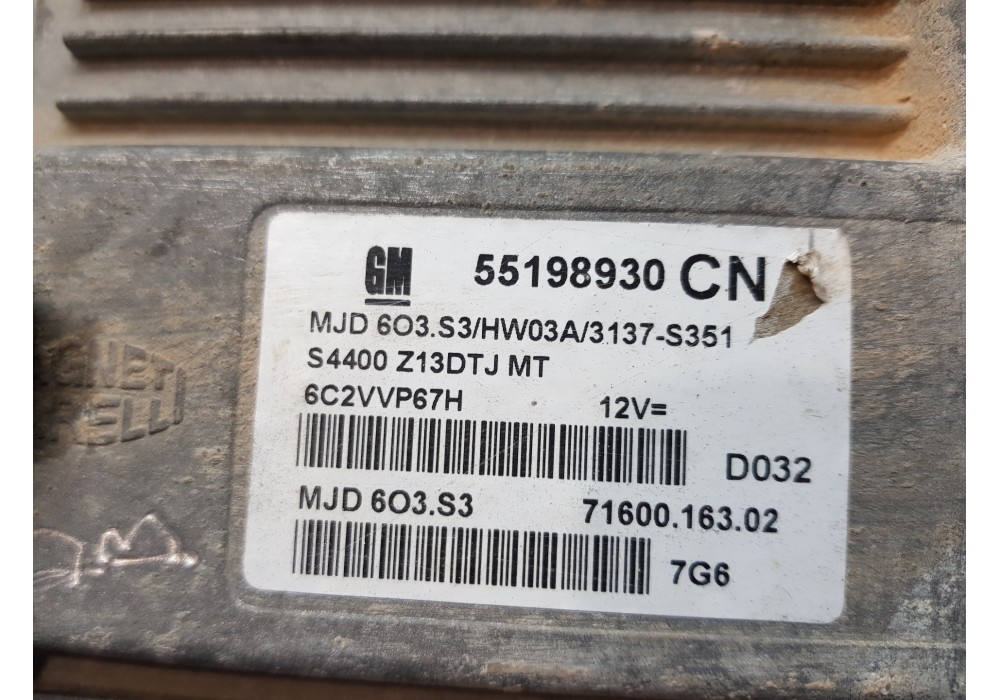 GM 55198930 CN
MJD 6O3.S3/HW03A/3137-S351
S4400 Z13DTJ MT
6C2VVP67H 12V=
D032
MJD 6O3.S3 71600.163.02
7G6